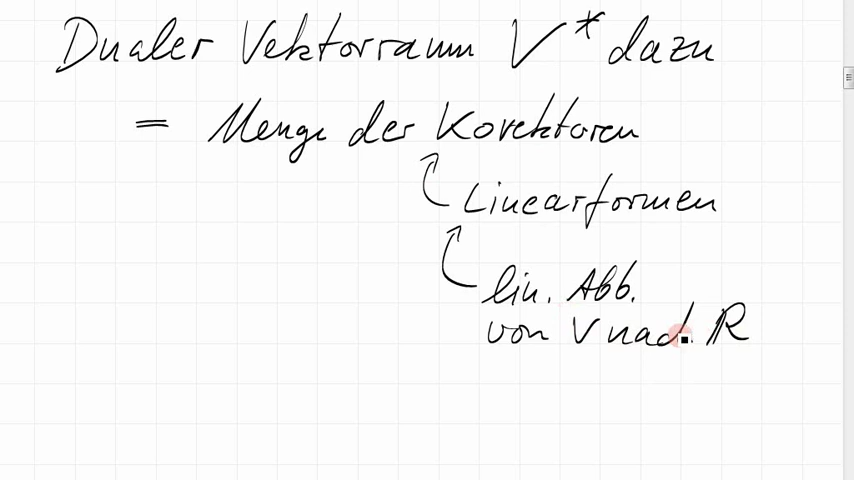 Dualer Vektorraum V* dazu
= Menge der Kovektoren
Linearformen
lin. Abb.
von V nach ℝ